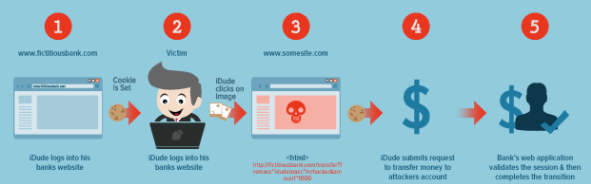 1
2
3
4
5
www.fictitiousbank.com
Victim
www.somesite.com
Cookie
is Set
iDude
clicks on
image
iDude logs into his
banks website
iDude logs into his
banks website
<html>
iDude submits request
to transfer money to
attackers account
Bank's web application
validates the session & then
completes the transition